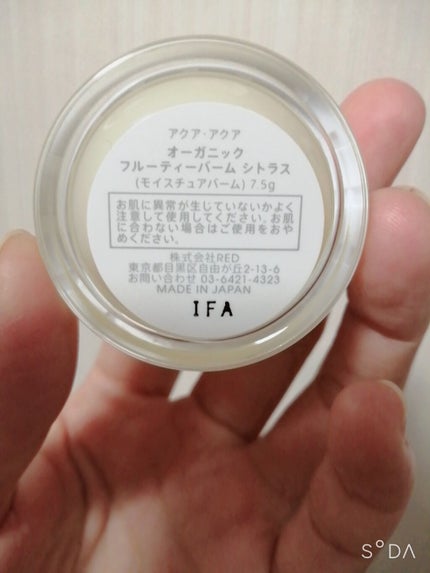 アクア・アクア
オーガニック
フルーティーバーム シトラス
(モイスチュアバーム) 7.5g
お肌に異常が生じていないかよく
注意して使用してください。お肌
に合わない場合はご使用をおや
めください。
株式会社RED
東京都目黒区自由が丘2-13-6
お問い合わせ 03-6421-4323
MADE IN JAPAN
IFA
SODA